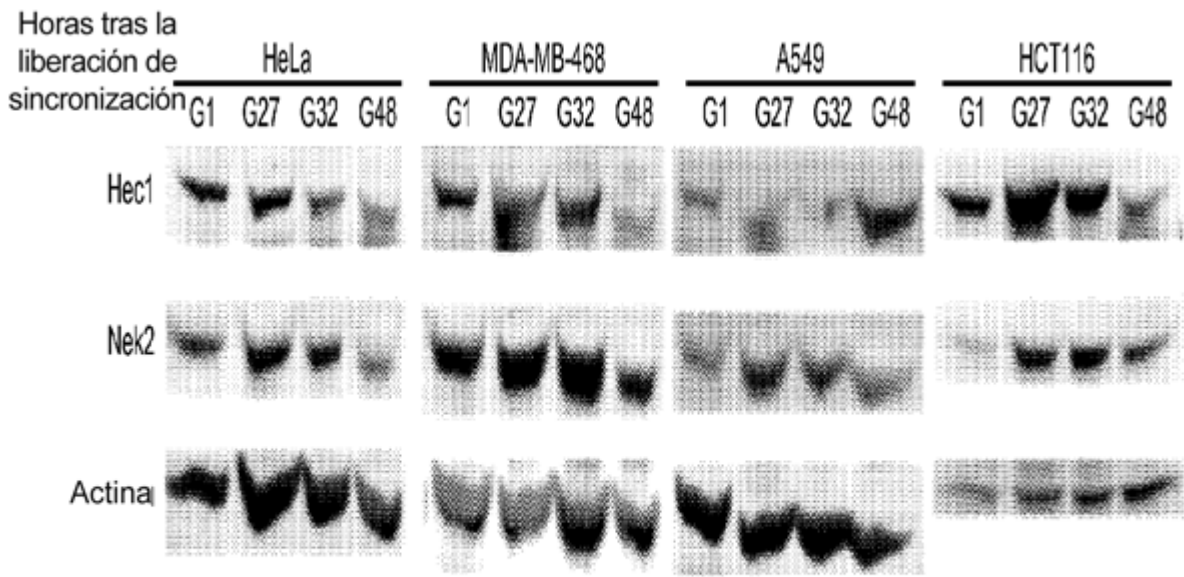 Horas tras la
liberación de
sincronización
HeLa MDA-MB-468 A549 HCT116
G1 G27 G32 G48 G1 G27 G32 G48 G1 G27 G32 G48 G1 G27 G32 G48
Hec1
Nek2
Actina